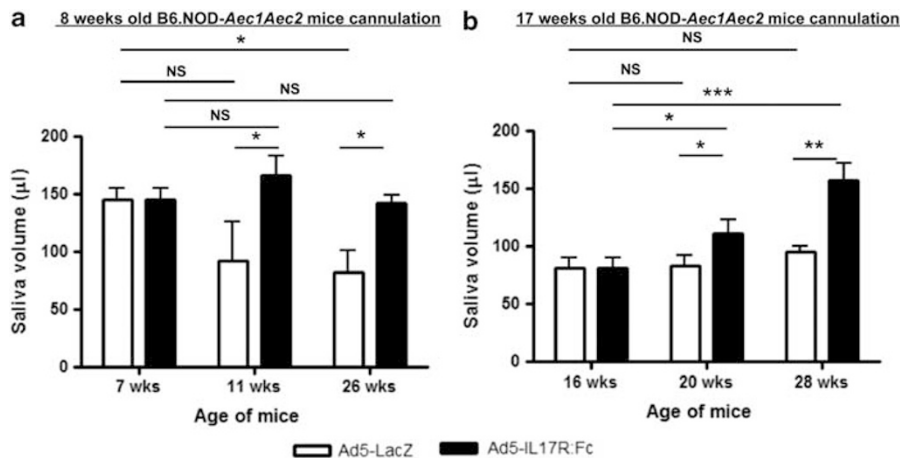 a 8 weeks old B6.NOD-Aec1Aec2 mice cannulation
*
NS
NS
NS
* *
200
150
100
50
0
Saliva volume (µl)
7 wks 11 wks 26 wks
Age of mice
b 17 weeks old B6.NOD-Aec1Aec2 mice cannulation
NS
NS
***
*
* **
200
150
100
50
0
Saliva volume (µl)
16 wks 20 wks 28 wks
Age of mice
Ad5-LacZ Ad5-IL17R:Fc